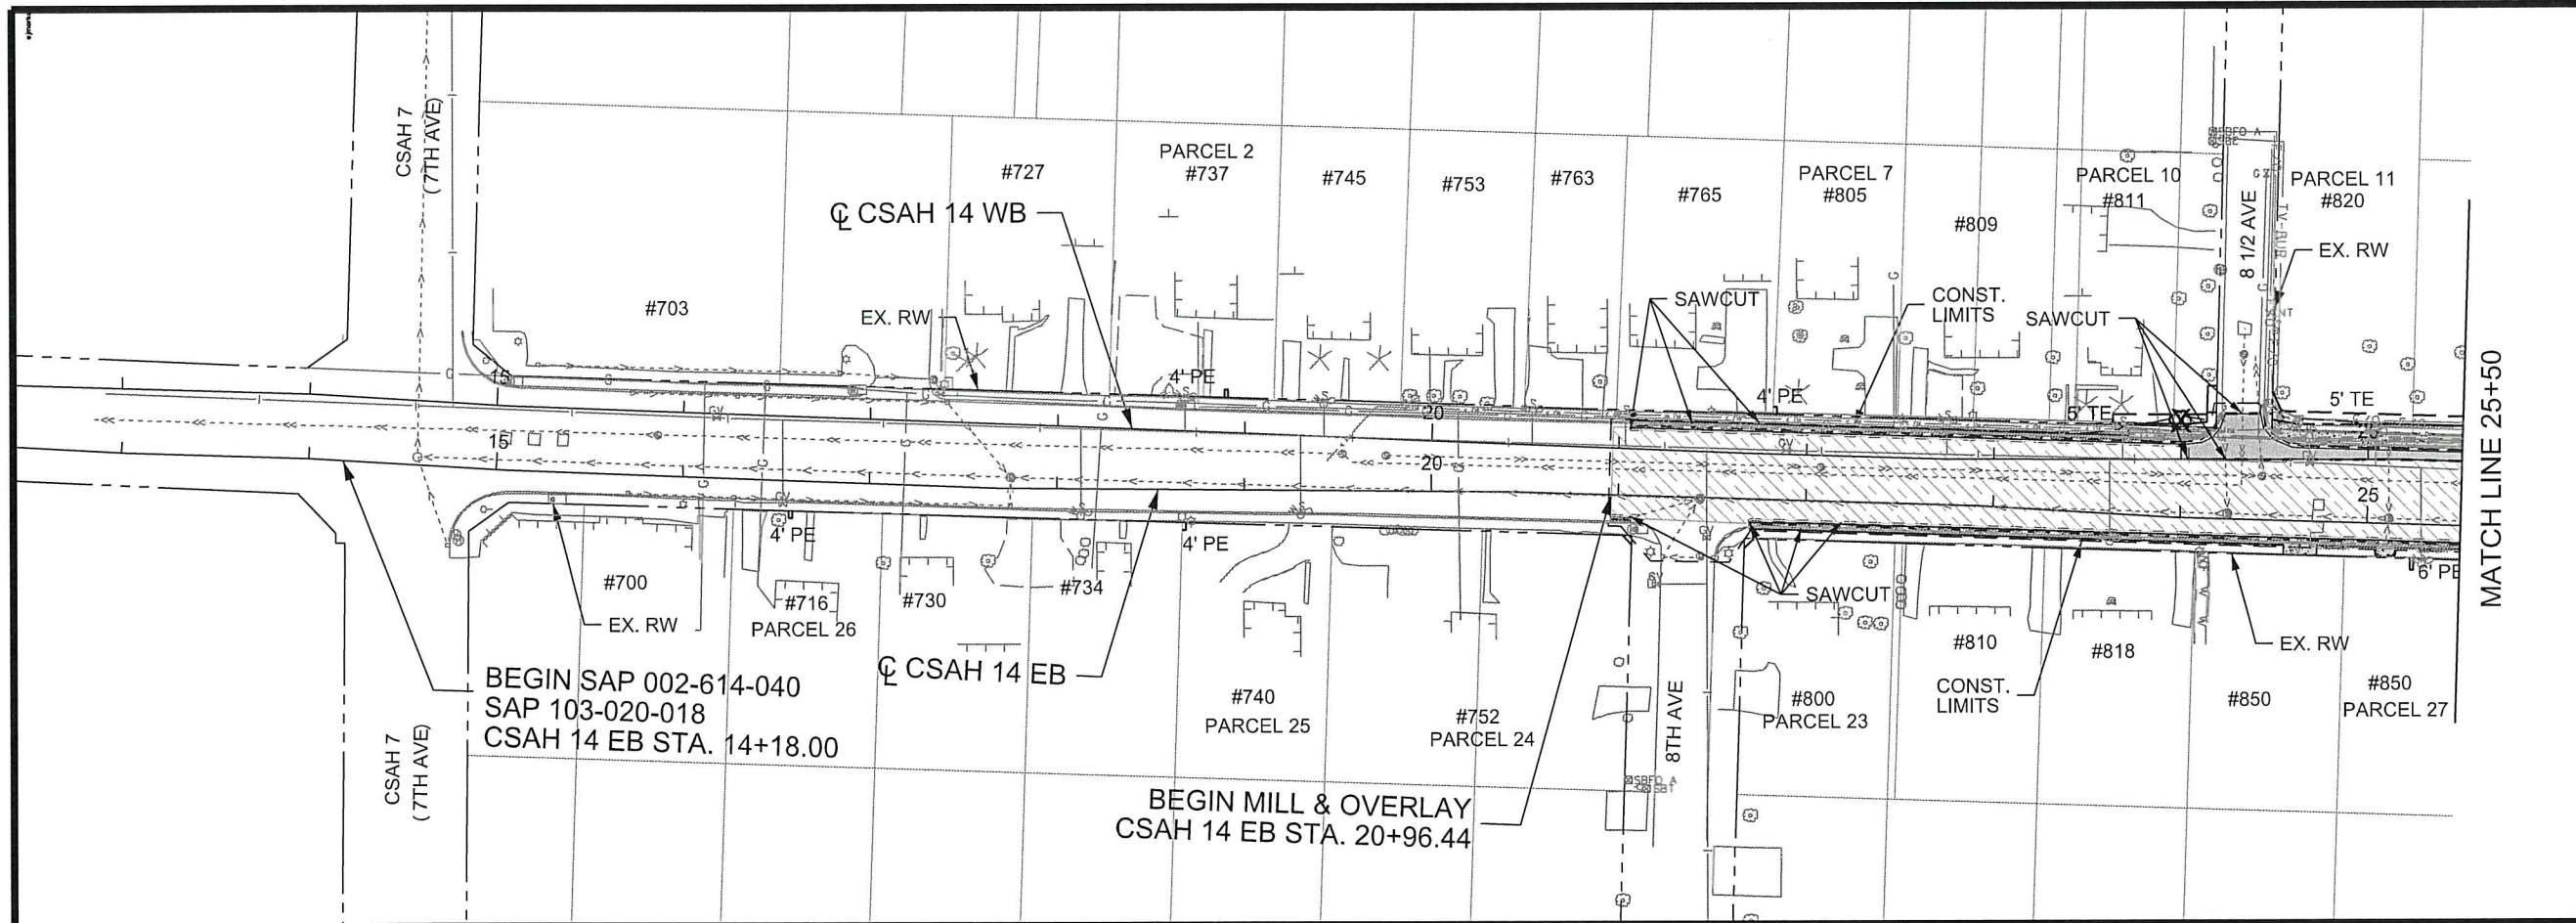 CSAH 7
(7TH AVE)
#703
#727
PARCEL 2
#737
#745
#753
#763
#765
PARCEL 7
#805
#809
PARCEL 10
#811
8 1/2 AVE
PARCEL 11
#820
EX. RW
℄ CSAH 14 WB
EX. RW
SAWCUT
CONST.
LIMITS
SAWCUT
4' PE
4' PE
5' TE
5' TE
15
20
25
15
20
25
MATCH LINE 25+50
4' PE
4' PE
6' PE
#700
EX. RW
#716
PARCEL 26
#730
#734
℄ CSAH 14 EB
#740
PARCEL 25
#752
PARCEL 24
8TH AVE
SAWCUT
#800
PARCEL 23
#810
CONST.
LIMITS
#818
#850
EX. RW
#850
PARCEL 27
BEGIN SAP 002-614-040
SAP 103-020-018
CSAH 14 EB STA. 14+18.00
CSAH 7
(7TH AVE)
BEGIN MILL & OVERLAY
CSAH 14 EB STA. 20+96.44